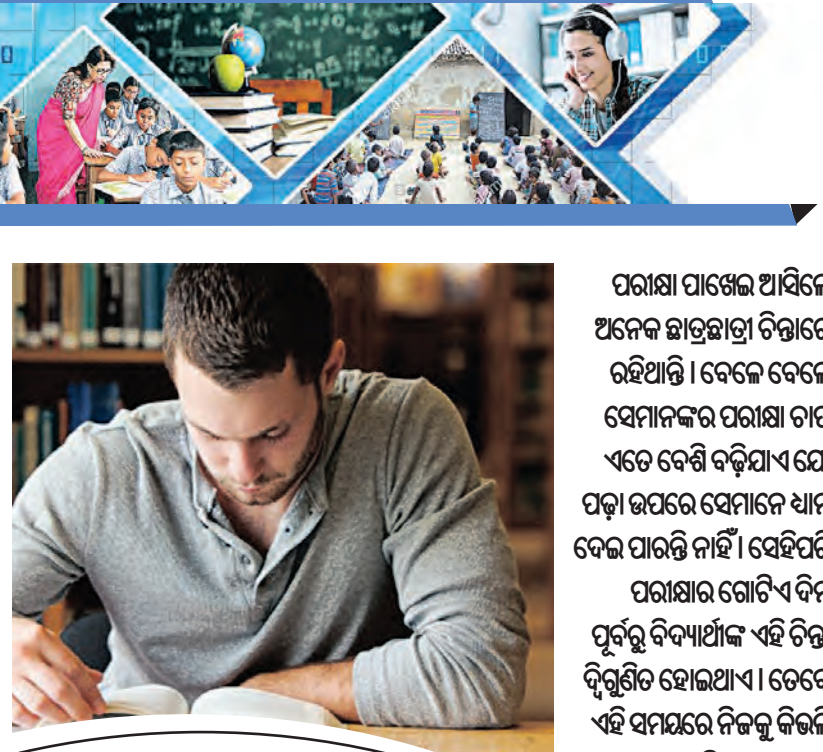 ପରୀକ୍ଷା ପାଖେଇ ଆସିଲେ
ଅନେକ ଛାତ୍ରଛାତ୍ରୀ ଚିନ୍ତାରେ
ରହିଥାନ୍ତି । ବେଳେ ବେଳେ
ସେମାନଙ୍କର ପରୀକ୍ଷା ଚାପ
ଏତେ ବେଶି ବଢ଼ିଯାଏ ଯେ
ପଢ଼ା ଉପରେ ସେମାନେ ଧ୍ୟାନ
ଦେଇ ପାରନ୍ତି ନାହିଁ । ସେହିପରି
ପରୀକ୍ଷାର ଗୋଟିଏ ଦିନ
ପୂର୍ବରୁ ବିଦ୍ୟାର୍ଥୀଙ୍କ ଏହି ଚିନ୍ତା
ଦ୍ୱିଗୁଣିତ ହୋଇଥାଏ । ତେବେ
ଏହି ସମୟରେ ନିଜକୁ କିଭଳି